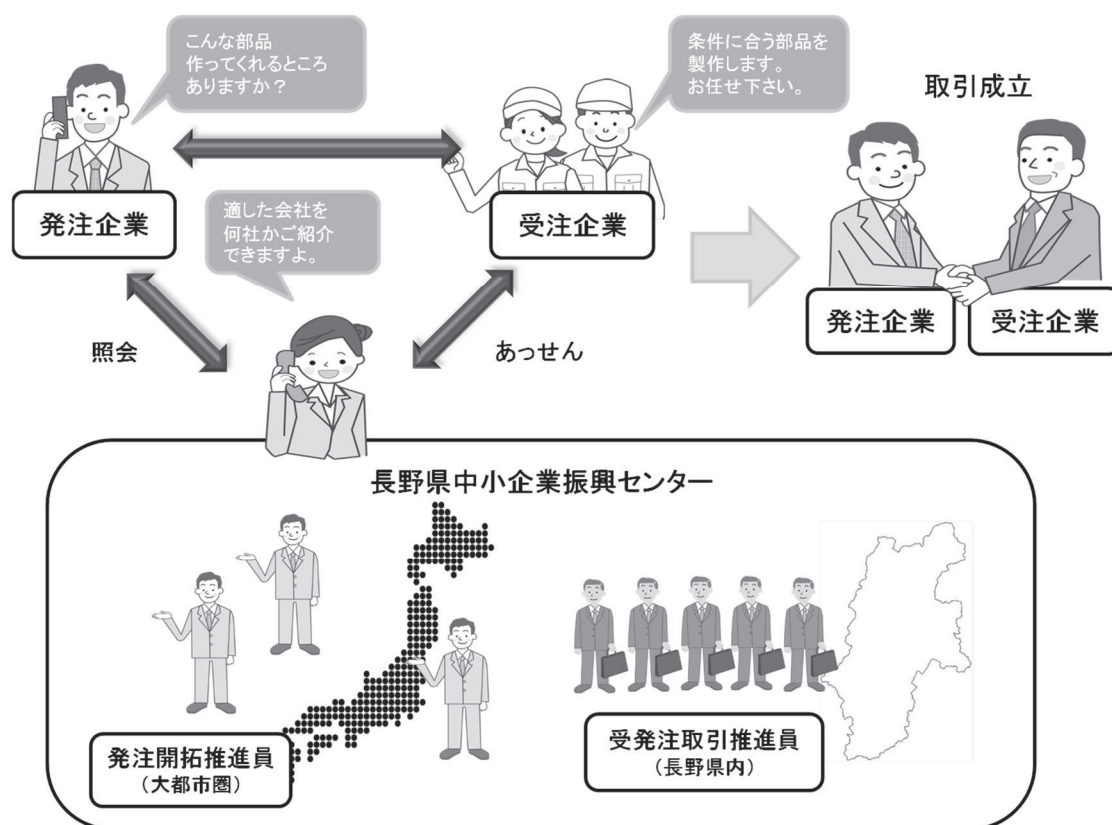 こんな部品
作ってくれるところ
ありますか？
条件に合う部品を
製作します。
お任せ下さい。
取引成立
発注企業
適した会社を
何社かご紹介
できますよ。
受注企業
発注企業
受注企業
照会
あっせん
長野県中小企業振興センター
発注開拓推進員
（大都市圏）
受発注取引推進員
（長野県内）